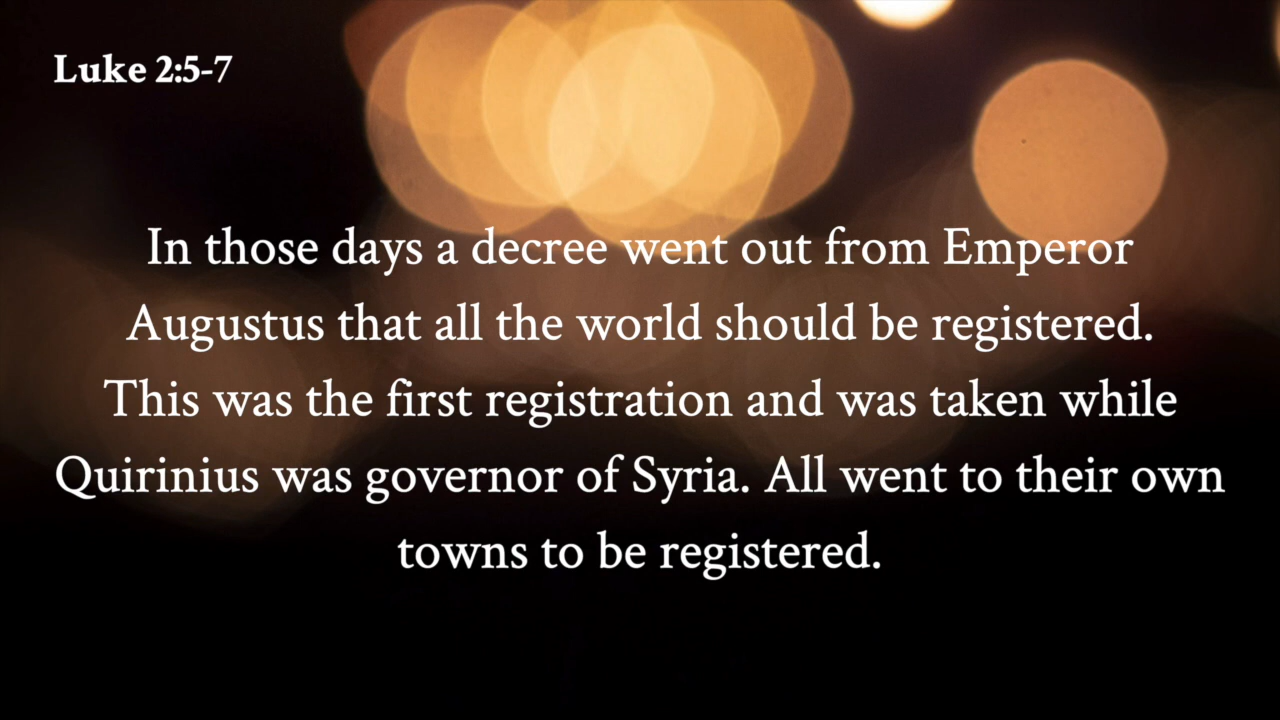 Luke 2:5-7
In those days a decree went out from Emperor
Augustus that all the world should be registered.
This was the first registration and was taken while
Quirinius was governor of Syria. All went to their own
towns to be registered.